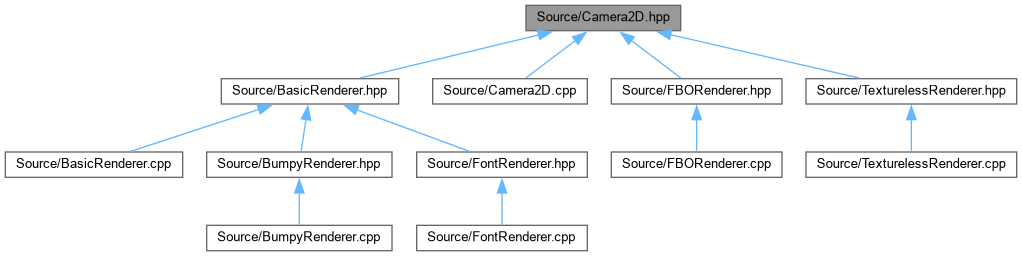 Source/Camera2D.hpp
Source/BasicRenderer.hpp
Source/Camera2D.cpp
Source/FBORenderer.hpp
Source/TexturelessRenderer.hpp
Source/BasicRenderer.cpp
Source/BumpyRenderer.hpp
Source/FontRenderer.hpp
Source/FBORenderer.cpp
Source/TexturelessRenderer.cpp
Source/BumpyRenderer.cpp
Source/FontRenderer.cpp